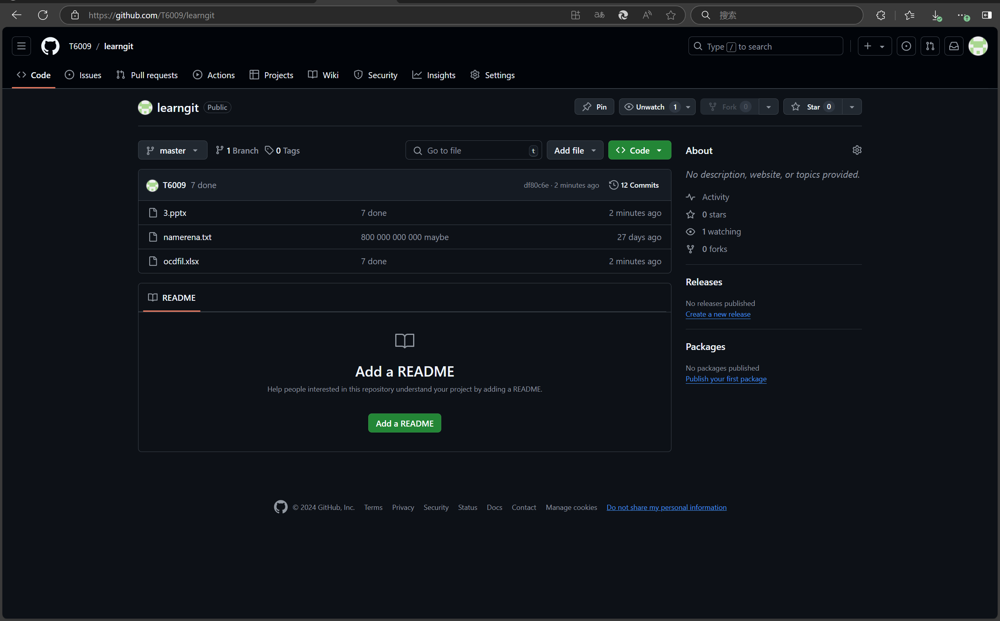 https://github.com/T6009/learngit
搜索
T6009 / learngit
Type / to search
Code Issues Pull requests Actions Projects Wiki Security Insights Settings
learngit Public
Pin Unwatch 1 Fork 0 Star 0
master 1 Branch 0 Tags
Go to file t Add file Code
T6009 7 done df80c6e · 2 minutes ago 12 Commits
3.pptx 7 done 2 minutes ago
namerena.txt 800 000 000 000 maybe 27 days ago
ocdfil.xlsx 7 done 2 minutes ago
README
Add a README
Help people interested in this repository understand your project by adding a README.
Add a README
About
No description, website, or topics provided.
Activity
0 stars
1 watching
0 forks
Releases
No releases published
Create a new release
Packages
No packages published
Publish your first package
© 2024 GitHub, Inc. Terms Privacy Security Status Docs Contact Manage cookies Do not share my personal information